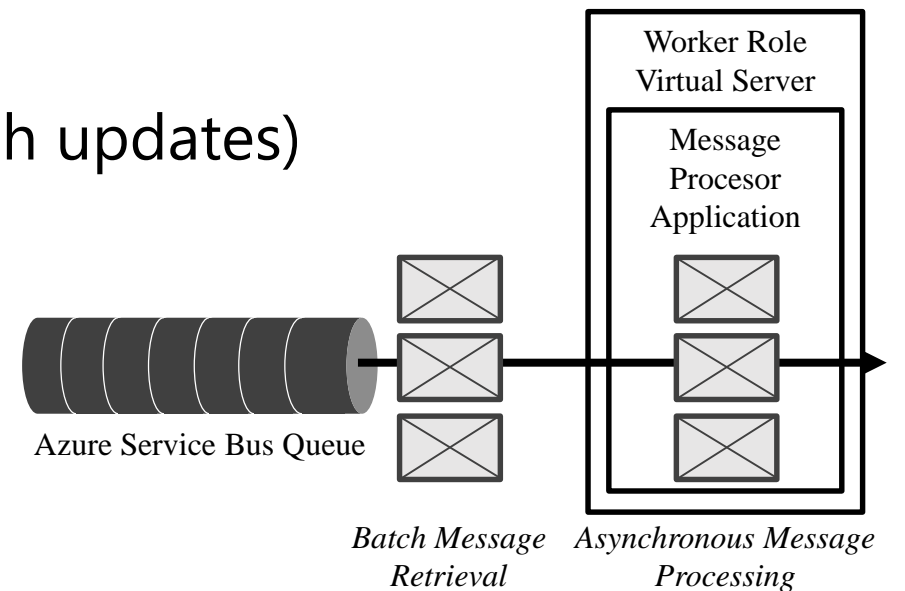 h updates)
Worker Role
Virtual Server
Message
Procesor
Application
Azure Service Bus Queue
Batch Message
Retrieval
Asynchronous Message
Processing